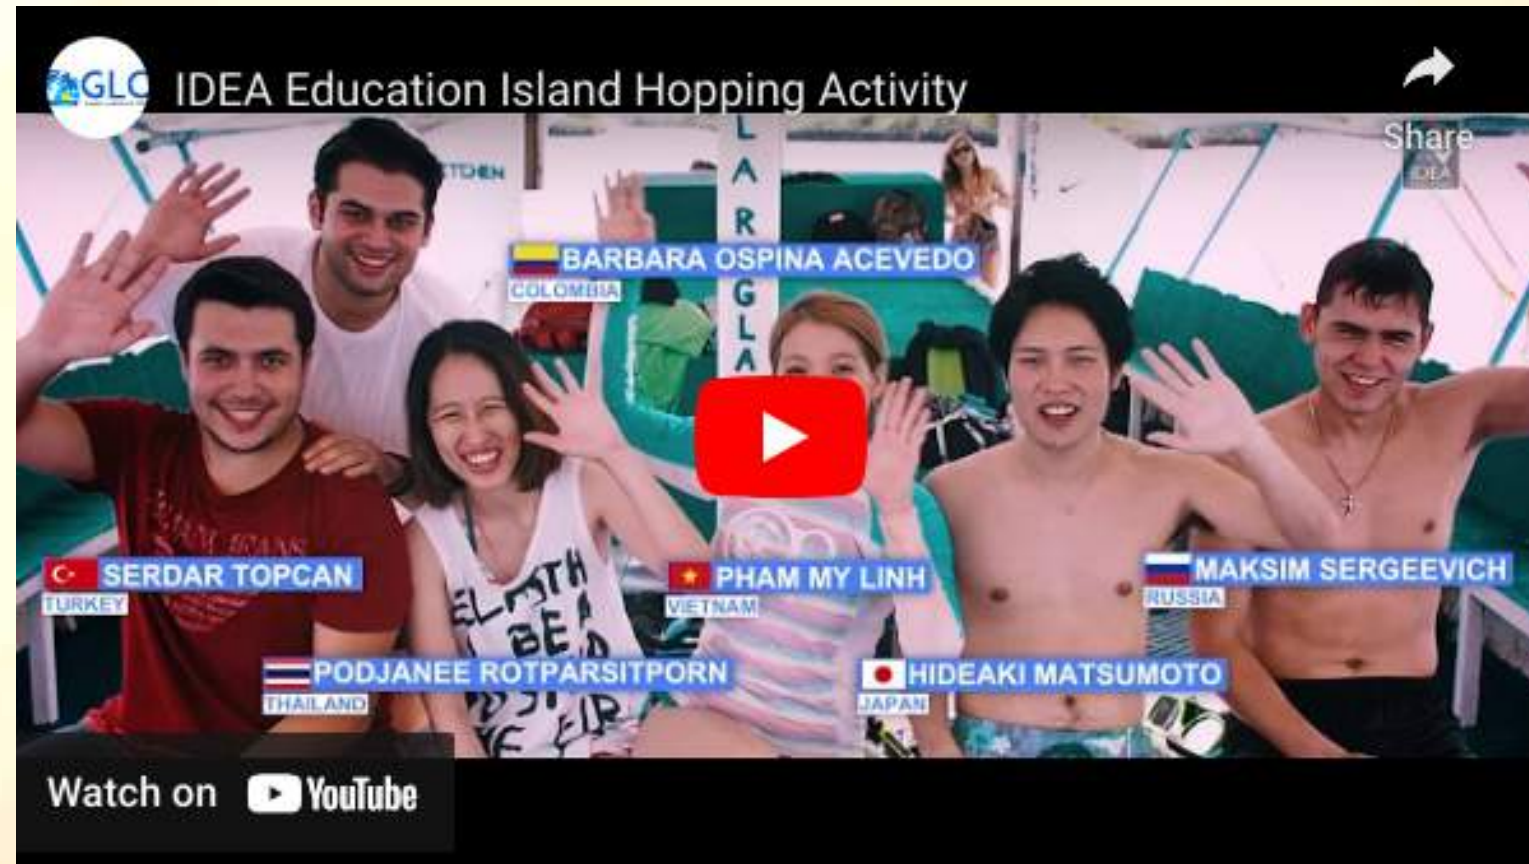 GLC
IDEA Education Island Hopping Activity
Share
IDEA
BARBARA OSPINA ACEVEDO
COLOMBIA
SERDAR TOPCAN
TURKEY
PHAM MY LINH
VIETNAM
MAKSIM SERGEEVICH
RUSSIA
PODJANEE ROTPARSITPORN
THAILAND
HIDEAKI MATSUMOTO
JAPAN
Watch on YouTube